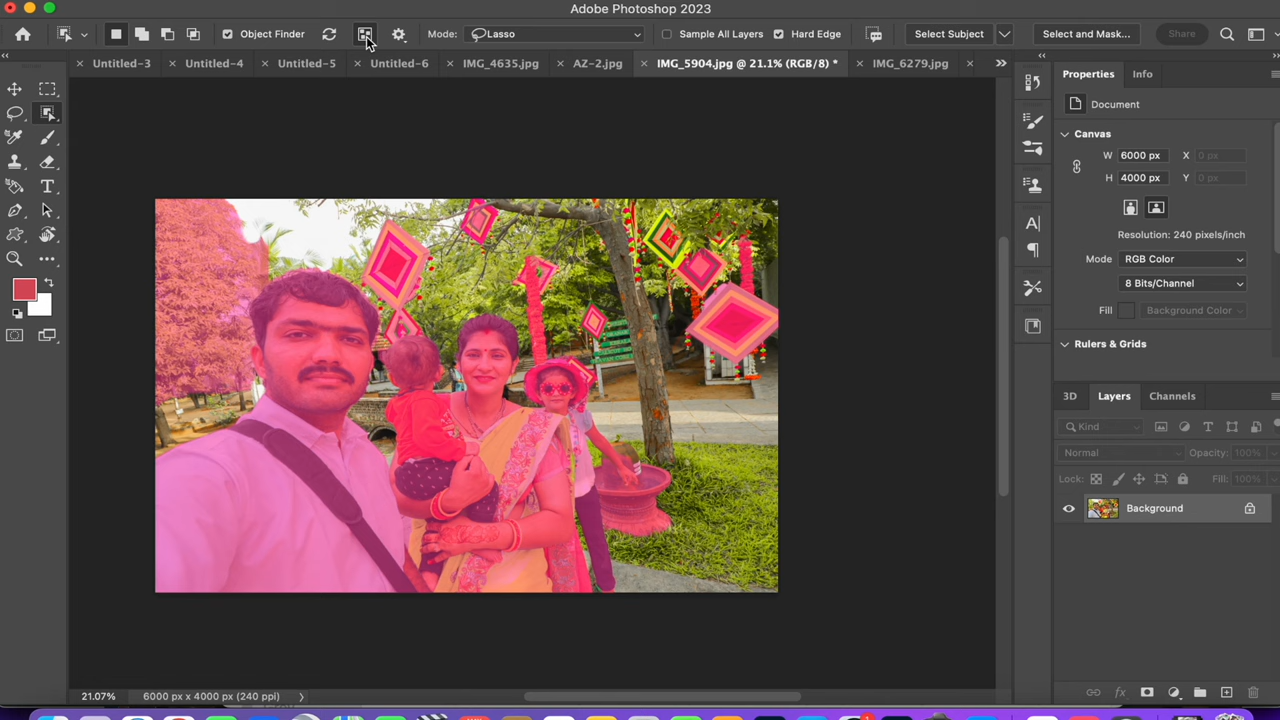 Adobe Photoshop 2023
Object Finder
Mode:
Lasso
Sample All Layers
Hard Edge
Select Subject
Select and Mask...
Share
Untitled-3
Untitled-4
Untitled-5
Untitled-6
IMG_4635.jpg
AZ-2.jpg
IMG_5904.jpg @ 21.1% (RGB/8) *
IMG_6279.jpg
Properties
Info
Document
Canvas
W 6000 px X 0 px
H 4000 px Y 0 px
Resolution: 240 pixels/inch
Mode RGB Color
8 Bits/Channel
Fill Background Color
Rulers & Grids
3D Layers Channels
Kind
Normal Opacity: 100%
Lock: Fill: 100%
Background
21.07% 6000 px x 4000 px (240 ppi)